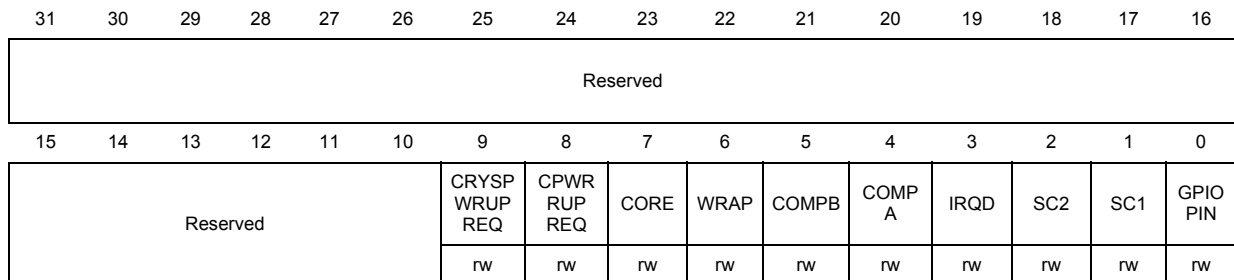 31 30 29 28 27 26 25 24 23 22 21 20 19 18 17 16
Reserved
15 14 13 12 11 10 9 8 7 6 5 4 3 2 1 0
Reserved
CRYSP
WRUP
REQ
CPWR
RUP
REQ
CORE
WRAP
COMPB
COMP
A
IRQD
SC2
SC1
GPIO
PIN
rw rw rw rw rw rw rw rw rw rw